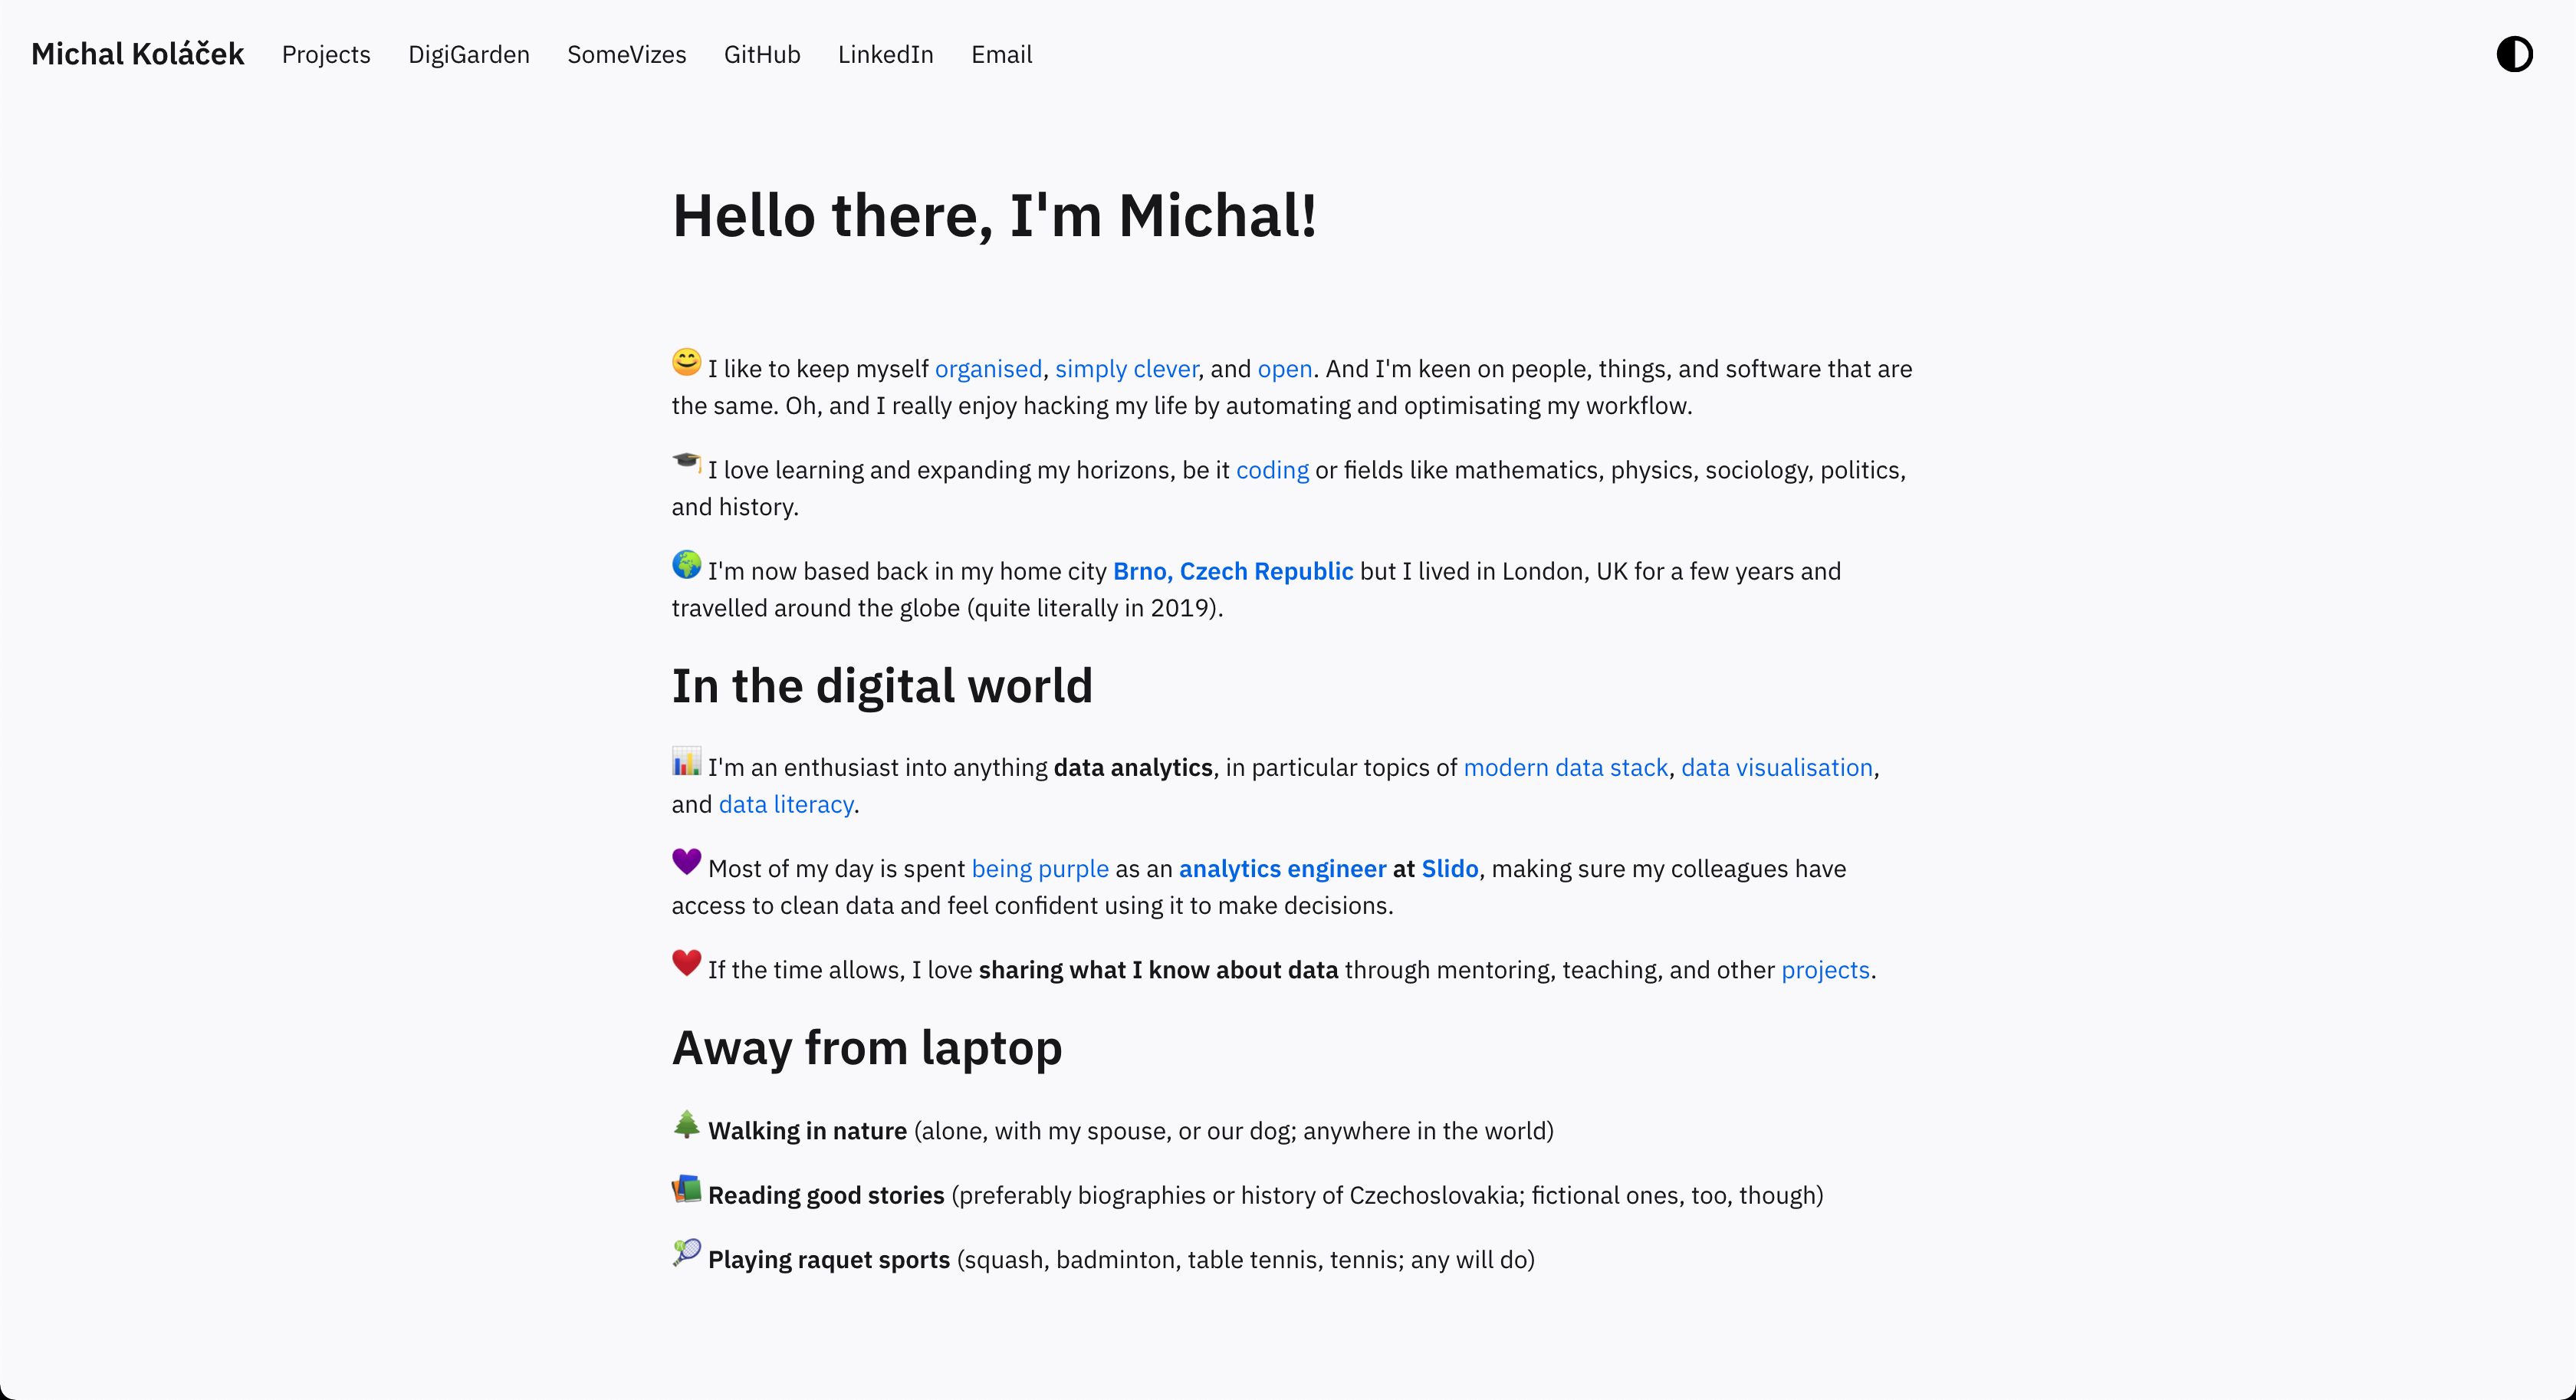 Michal Koláček Projects DigiGarden SomeVizes GitHub LinkedIn Email
Hello there, I'm Michal!
😊 I like to keep myself organised, simply clever, and open. And I'm keen on people, things, and software that are
the same. Oh, and I really enjoy hacking my life by automating and optimisating my workflow.
🎓 I love learning and expanding my horizons, be it coding or fields like mathematics, physics, sociology, politics,
and history.
🌍 I'm now based back in my home city Brno, Czech Republic but I lived in London, UK for a few years and
travelled around the globe (quite literally in 2019).
In the digital world
📊 I'm an enthusiast into anything data analytics, in particular topics of modern data stack, data visualisation,
and data literacy.
💜 Most of my day is spent being purple as an analytics engineer at Slido, making sure my colleagues have
access to clean data and feel confident using it to make decisions.
❤️ If the time allows, I love sharing what I know about data through mentoring, teaching, and other projects.
Away from laptop
🌲 Walking in nature (alone, with my spouse, or our dog; anywhere in the world)
📚 Reading good stories (preferably biographies or history of Czechoslovakia; fictional ones, too, though)
🎾 Playing raquet sports (squash, badminton, table tennis, tennis; any will do)